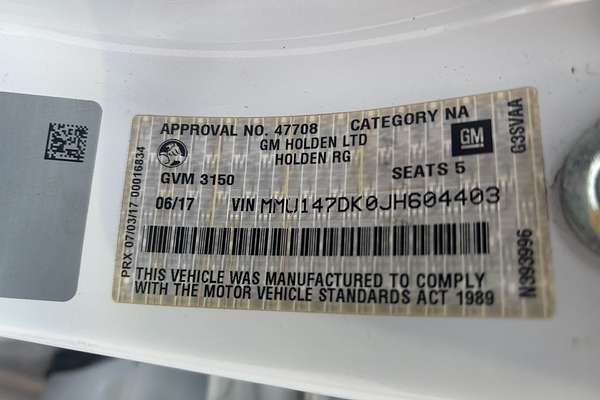 APPROVAL NO. 47708 CATEGORY NA
GM HOLDEN LTD
HOLDEN RG
GM
GVM 3150 SEATS 5
06/17 VIN MMU147DK0JH604403
THIS VEHICLE WAS MANUFACTURED TO COMPLY
WITH THE MOTOR VEHICLE STANDARDS ACT 1989
PRX 07/03/17 00016834
G3SVAA
N393996